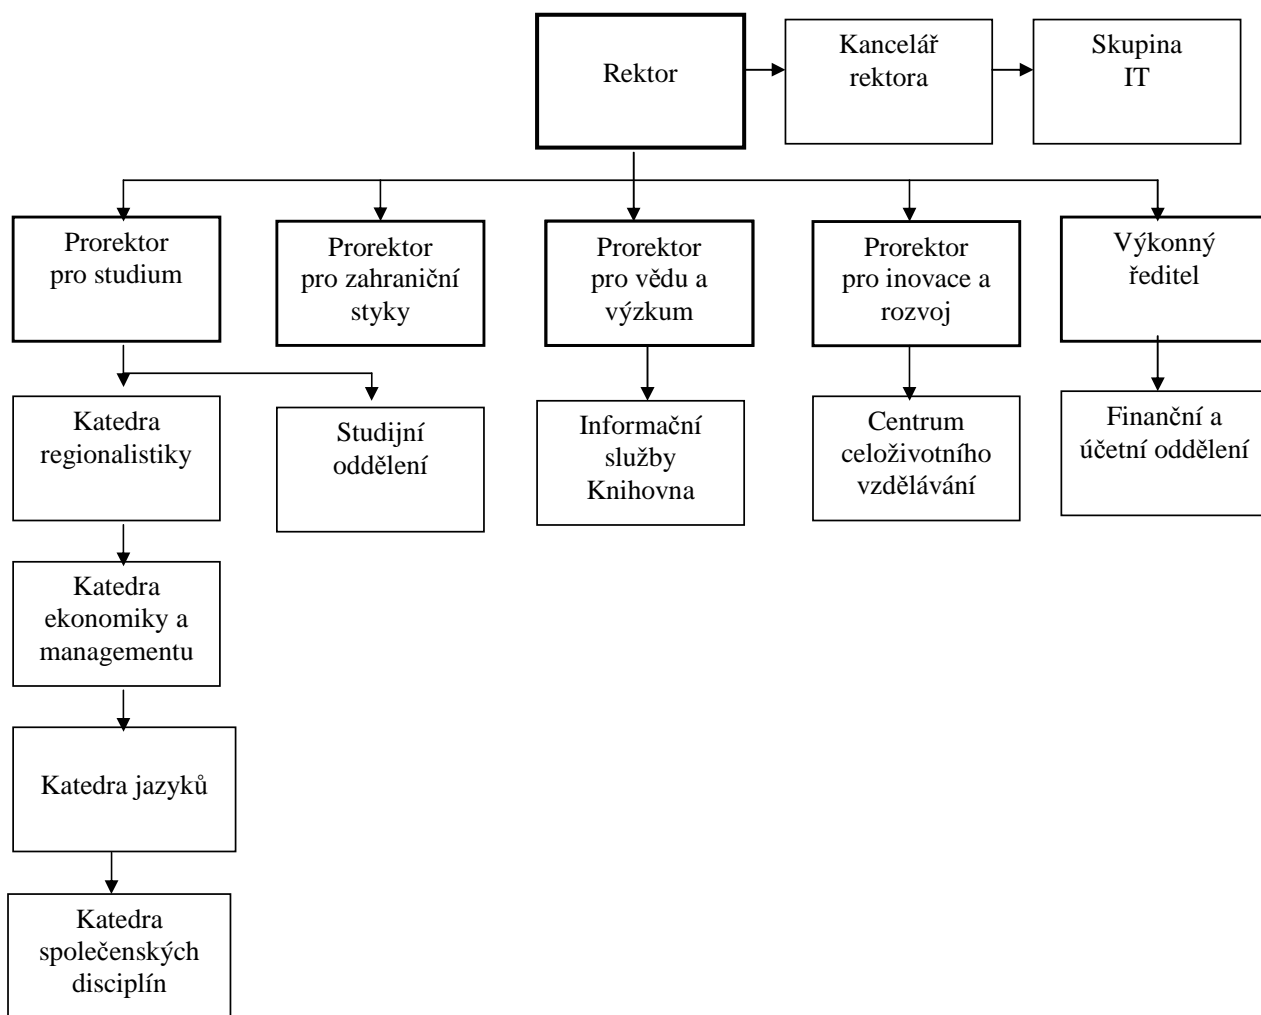 Rektor
Kancelář
rektora
Skupina
IT
Prorektor
pro studium
Prorektor
pro zahraniční
styky
Prorektor
pro vědu a
výzkum
Prorektor
pro inovace a
rozvoj
Výkonný
ředitel
Katedra
regionalistiky
Studijní
oddělení
Informační
služby
Knihovna
Centrum
celoživotního
vzdělávání
Finanční a
účetní oddělení
Katedra
ekonomiky a
managementu
Katedra jazyků
Katedra
společenských
disciplín